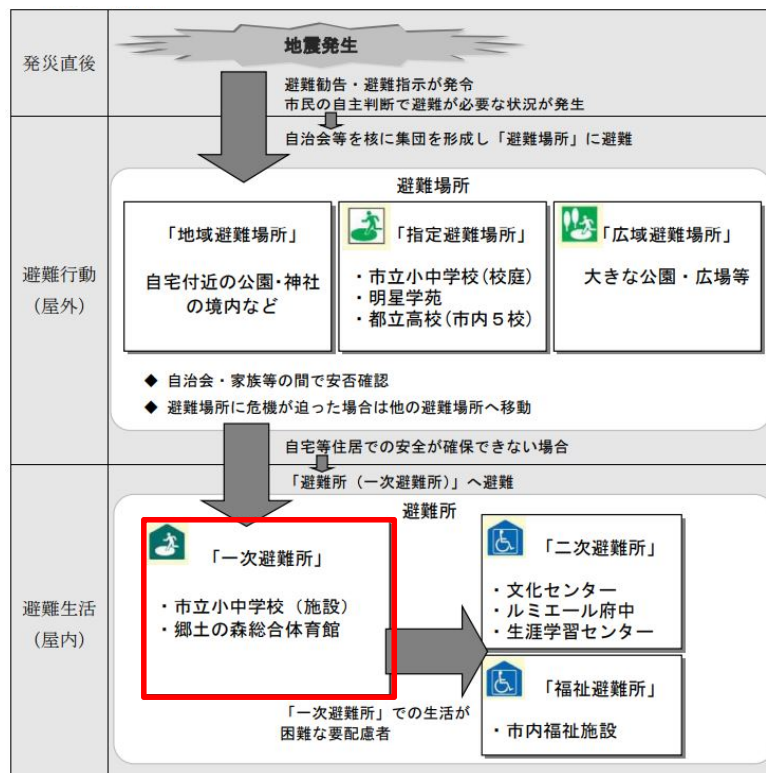 発災直後
地震発生
避難勧告・避難指示が発令
市民の自主判断で避難が必要な状況が発生
自治会等を核に集団を形成し「避難場所」に避難
避難行動
(屋外)
避難場所
「地域避難場所」
自宅付近の公園・神社
の境内など
「指定避難場所」
・市立小中学校(校庭)
・明星学苑
・都立高校(市内5校)
「広域避難場所」
大きな公園・広場等
◆ 自治会・家族等の間で安否確認
◆ 避難場所に危機が迫った場合は他の避難場所へ移動
自宅等住居での安全が確保できない場合
「避難所(一次避難所)」へ避難
避難生活
(屋内)
避難所
「一次避難所」
・市立小中学校(施設)
・郷土の森総合体育館
「二次避難所」
・文化センター
・ルミエール府中
・生涯学習センター
「福祉避難所」
・市内福祉施設
「一次避難所」での生活が
困難な要配慮者